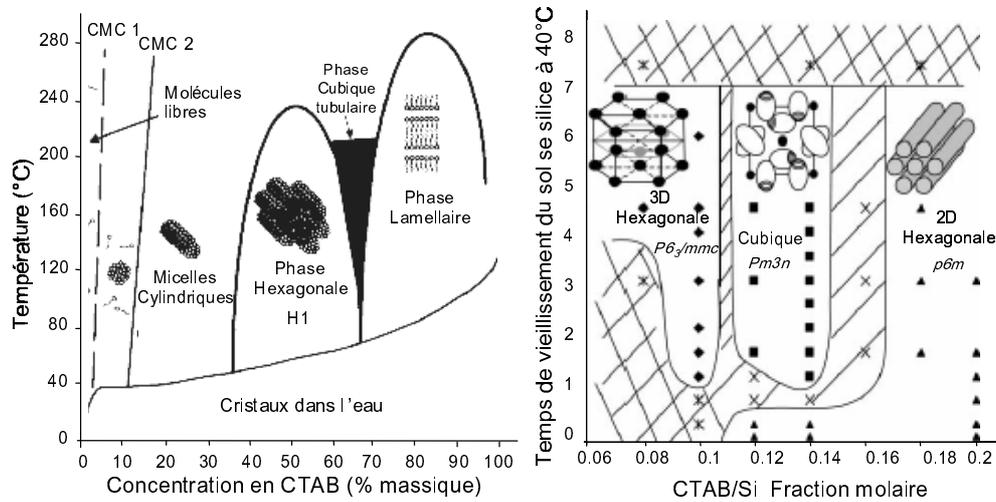 CMC 1
CMC 2
Molécules
libres
Phase
Cubique
tubulaire
Micelles
Cylindriques
Phase
Hexagonale
H1
Phase
Lamellaire
Cristaux dans l'eau
Température (°C)
280
240
200
160
120
80
40
0
0 10 20 30 40 50 60 70 80 90 100
Concentration en CTAB (% massique)
Temps de vieillissement du sol se silice à 40°C
8
7
6
5
4
3
2
1
0
3D
Hexagonale
P6₃/mmc
Cubique
Pm3n
2D
Hexagonale
p6m
0.06 0.08 0.1 0.12 0.14 0.16 0.18 0.2
CTAB/Si Fraction molaire